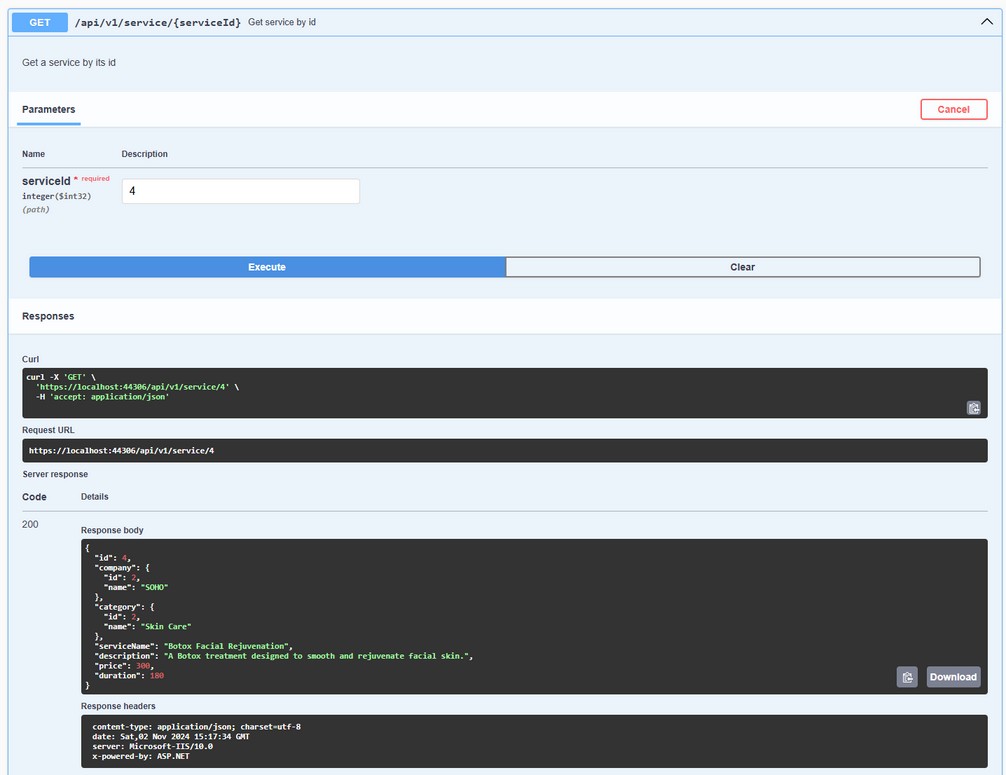 GET /api/v1/service/{serviceId} Get service by id
Get a service by its id
Parameters
Cancel
Name Description
serviceId * required
integer($int32)
(path)
4
Execute Clear
Responses
Curl
curl -X 'GET' \
'https://localhost:44306/api/v1/service/4' \
-H 'accept: application/json'
Request URL
https://localhost:44306/api/v1/service/4
Server response
Code Details
200
Response body
{
"id": 4,
"company": {
"id": 2,
"name": "SOHO"
},
"category": {
"id": 2,
"name": "Skin Care"
},
"serviceName": "Botox Facial Rejuvenation",
"description": "A Botox treatment designed to smooth and rejuvenate facial skin.",
"price": 300,
"duration": 180
}
Download
Response headers
content-type: application/json; charset=utf-8
date: Sat,02 Nov 2024 15:17:34 GMT
server: Microsoft-IIS/10.0
x-powered-by: ASP.NET